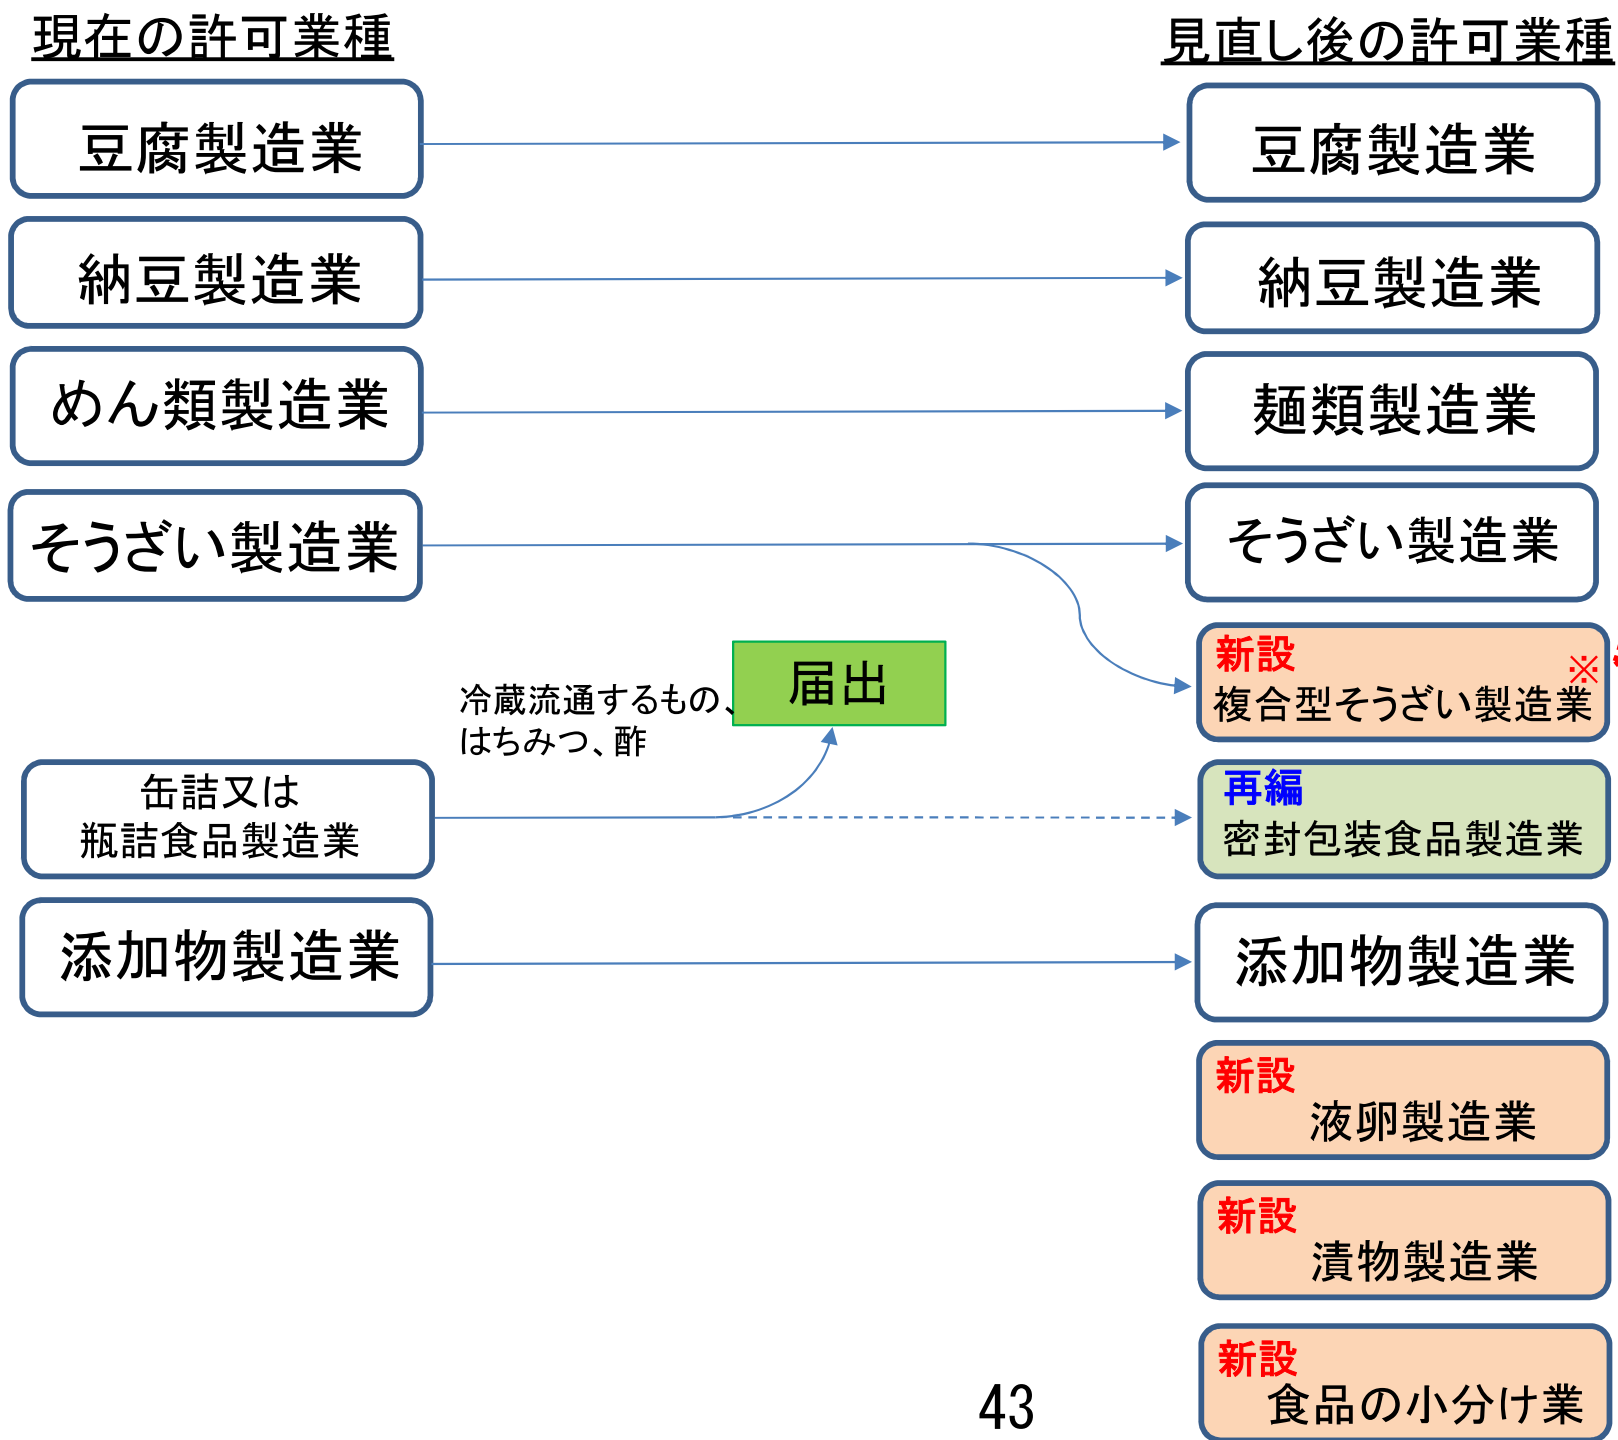 現在の許可業種
見直し後の許可業種
豆腐製造業
豆腐製造業
納豆製造業
納豆製造業
めん類製造業
麺類製造業
そうざい製造業
そうざい製造業
新設
※
複合型そうざい製造業
届出
冷蔵流通するもの、
はちみつ、酢
缶詰又は
瓶詰食品製造業
再編
密封包装食品製造業
添加物製造業
添加物製造業
新設
液卵製造業
新設
漬物製造業
新設
食品の小分け業
43